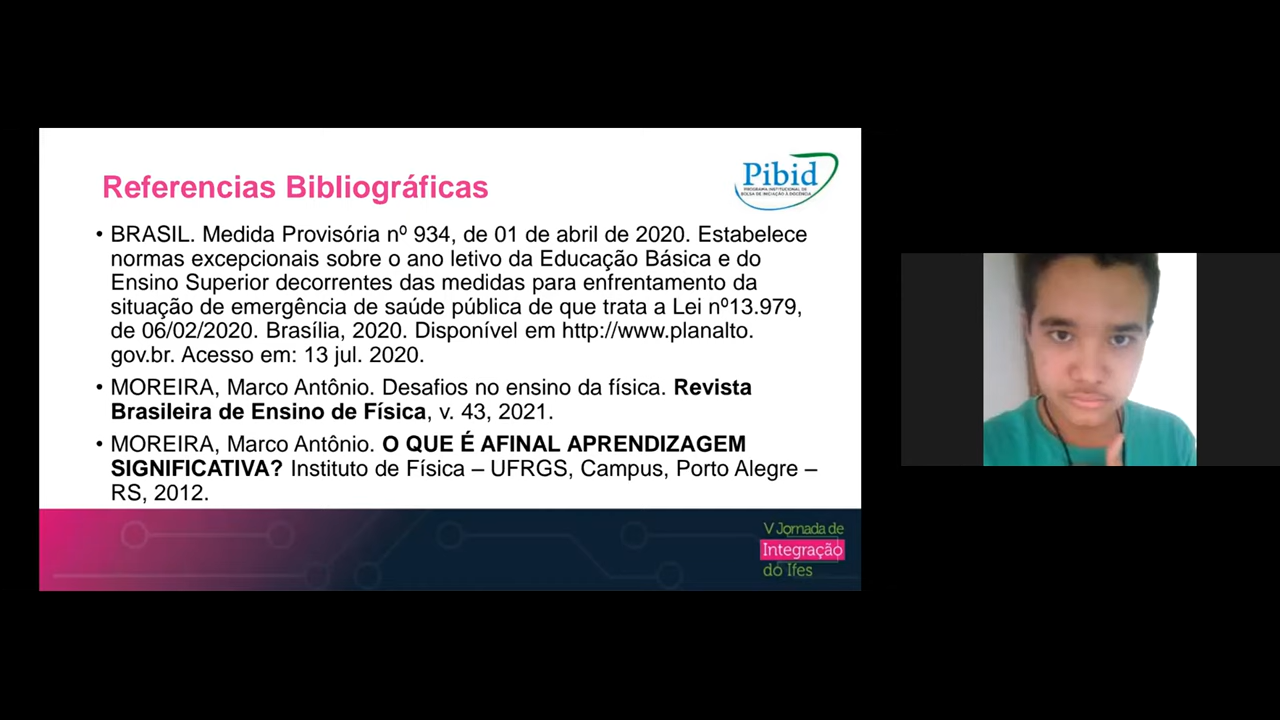 Referencias Bibliográficas
Pibid
PROGRAMA INSTITUCIONAL DE
BOLSA DE INICIAÇÃO À DOCÊNCIA
• BRASIL. Medida Provisória nº 934, de 01 de abril de 2020. Estabelece
normas excepcionais sobre o ano letivo da Educação Básica e do
Ensino Superior decorrentes das medidas para enfrentamento da
situação de emergência de saúde pública de que trata a Lei nº13.979,
de 06/02/2020. Brasília, 2020. Disponível em http://www.planalto.
gov.br. Acesso em: 13 jul. 2020.
• MOREIRA, Marco Antônio. Desafios no ensino da física. Revista
Brasileira de Ensino de Física, v. 43, 2021.
• MOREIRA, Marco Antônio. O QUE É AFINAL APRENDIZAGEM
SIGNIFICATIVA? Instituto de Física – UFRGS, Campus, Porto Alegre –
RS, 2012.
V Jornada de
Integração
do Ifes